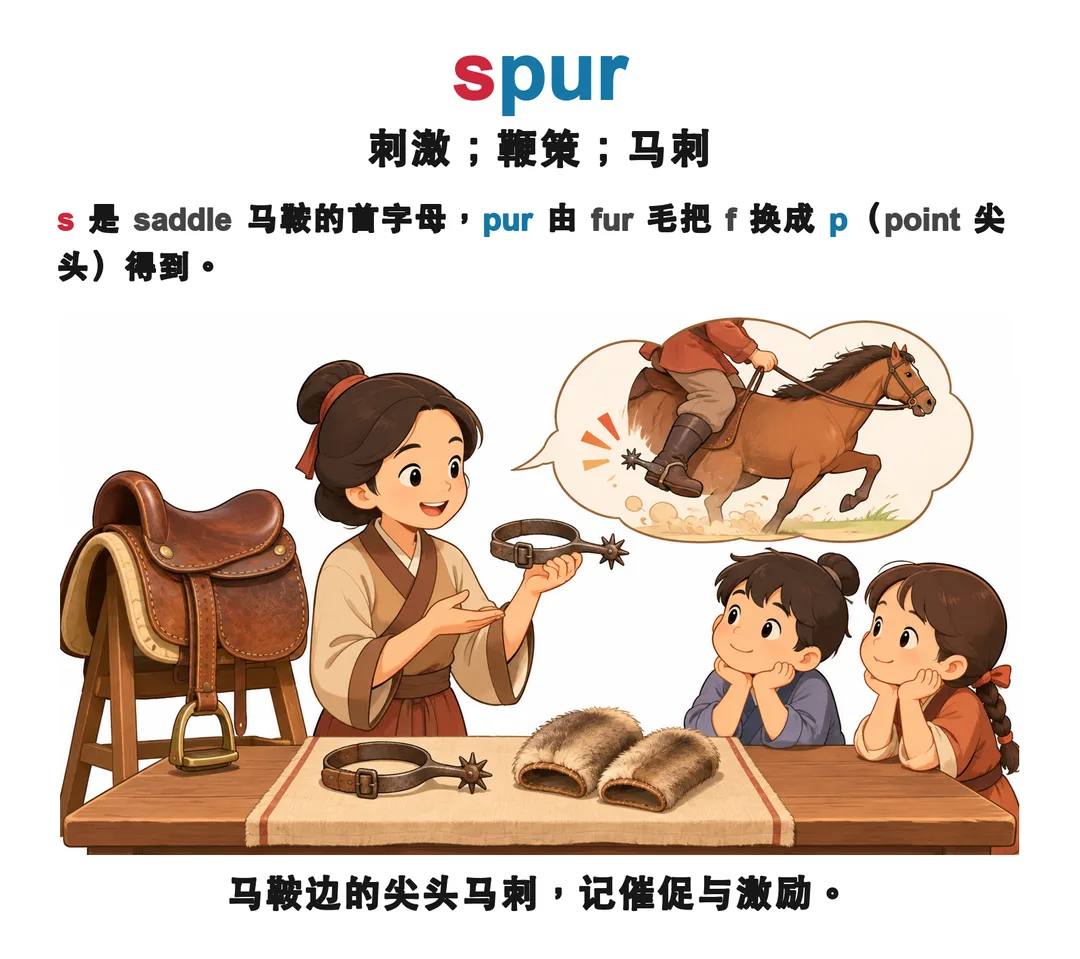 spur
刺激；鞭策；马刺
s 是 saddle 马鞍的首字母，pur 由 fur 毛把 f 换成 p（point 尖
头）得到。
马鞍边的尖头马刺，记催促与激励。